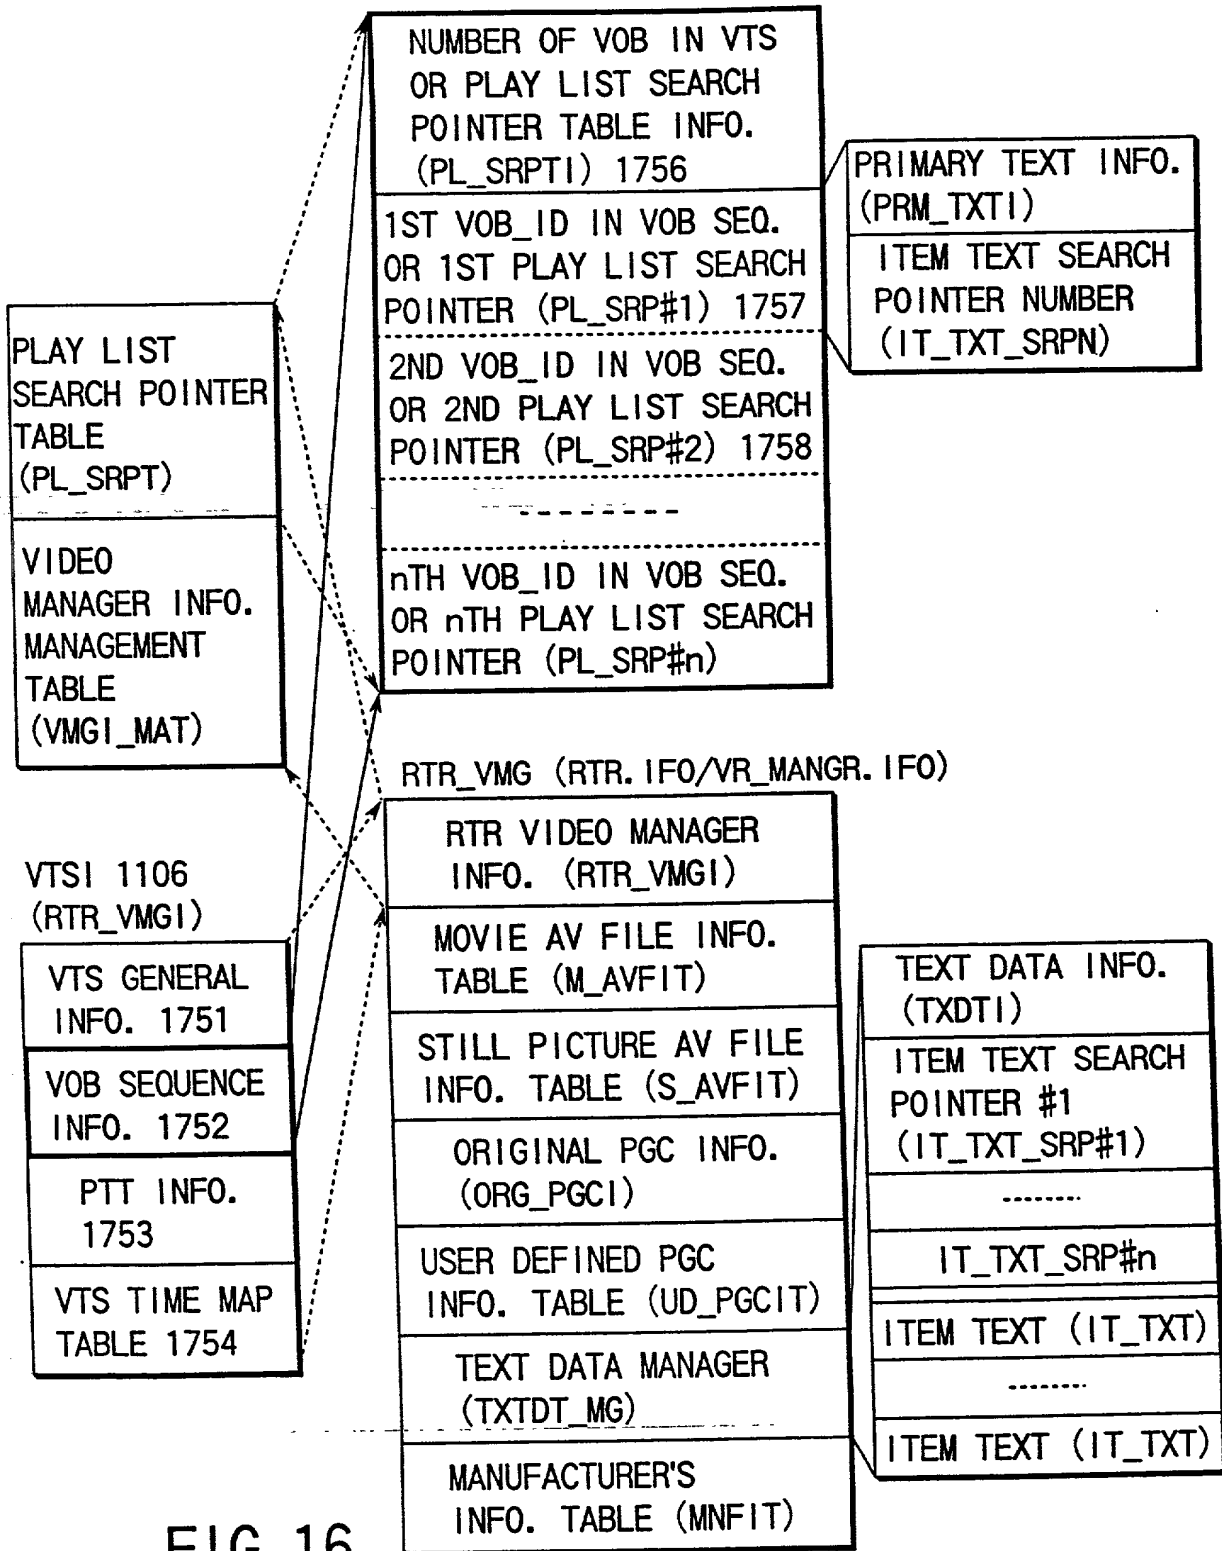 NUMBER OF VOB IN VTS
OR PLAY LIST SEARCH
POINTER TABLE INFO.
(PL_SRPTI) 1756
1ST VOB_ID IN VOB SEQ.
OR 1ST PLAY LIST SEARCH
POINTER (PL_SRP#1) 1757
2ND VOB_ID IN VOB SEQ.
OR 2ND PLAY LIST SEARCH
POINTER (PL_SRP#2) 1758
nTH VOB_ID IN VOB SEQ.
OR nTH PLAY LIST SEARCH
POINTER (PL_SRP#n)
PRIMARY TEXT INFO.
(PRM_TXTI)
ITEM TEXT SEARCH
POINTER NUMBER
(IT_TXT_SRPN)
PLAY LIST
SEARCH POINTER
TABLE
(PL_SRPT)
VIDEO
MANAGER INFO.
MANAGEMENT
TABLE
(VMGI_MAT)
VTSI 1106
(RTR_VMGI)
VTS GENERAL
INFO. 1751
VOB SEQUENCE
INFO. 1752
PTT INFO.
1753
VTS TIME MAP
TABLE 1754
RTR_VMG (RTR.IFO/VR_MANGR.IFO)
RTR VIDEO MANAGER
INFO. (RTR_VMGI)
MOVIE AV FILE INFO.
TABLE (M_AVFIT)
STILL PICTURE AV FILE
INFO. TABLE (S_AVFIT)
ORIGINAL PGC INFO.
(ORG_PGCI)
USER DEFINED PGC
INFO. TABLE (UD_PGCIT)
TEXT DATA MANAGER
(TXTDT_MG)
MANUFACTURER'S
INFO. TABLE (MNFIT)
TEXT DATA INFO.
(TXDTI)
ITEM TEXT SEARCH
POINTER #1
(IT_TXT_SRP#1)
IT_TXT_SRP#n
ITEM TEXT (IT_TXT)
ITEM TEXT (IT_TXT)
FIG. 16